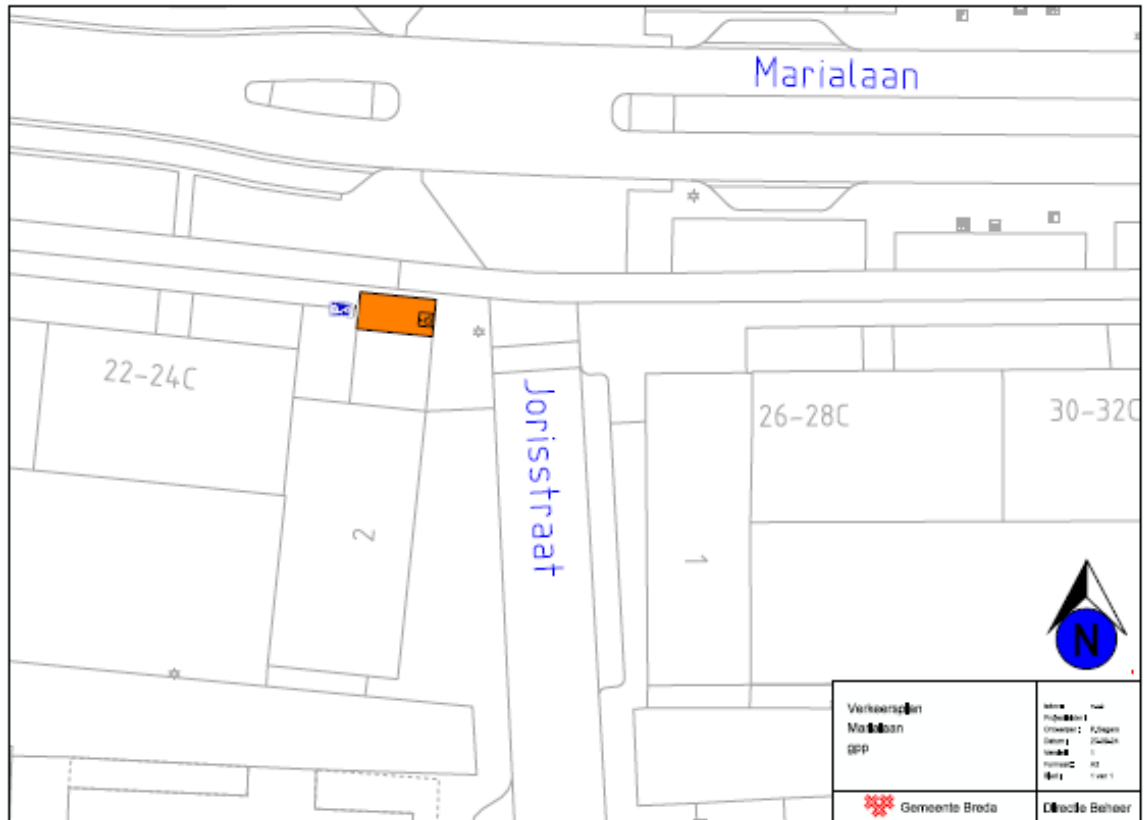 Marialaan
22-24C
Jorisstraat
26-28C
30-32C
2
1
N
Verkeersplan
Marialaan
gpp
Gemeente Breda
Directie Beheer